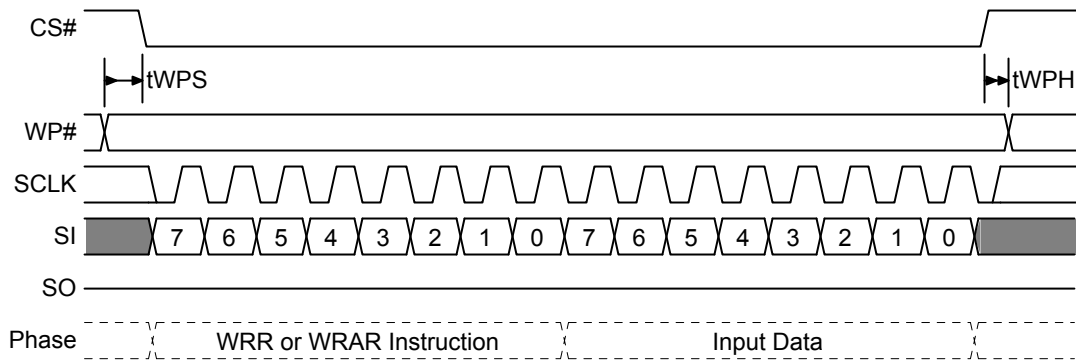 CS#
tWPS
tWPH
WP#
SCLK
SI 7 6 5 4 3 2 1 0 7 6 5 4 3 2 1 0
SO
Phase WRR or WRAR Instruction Input Data